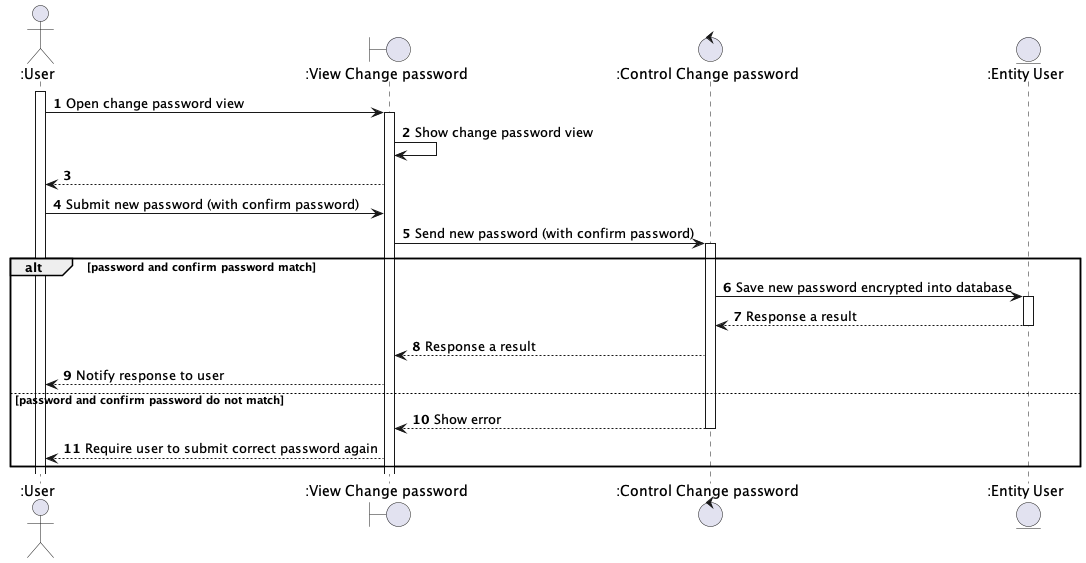 :User
:View Change password
:Control Change password
:Entity User
1 Open change password view
2 Show change password view
3
4 Submit new password (with confirm password)
5 Send new password (with confirm password)
alt [password and confirm password match]
6 Save new password encrypted into database
7 Response a result
8 Response a result
9 Notify response to user
[password and confirm password do not match]
10 Show error
11 Require user to submit correct password again
:User
:View Change password
:Control Change password
:Entity User